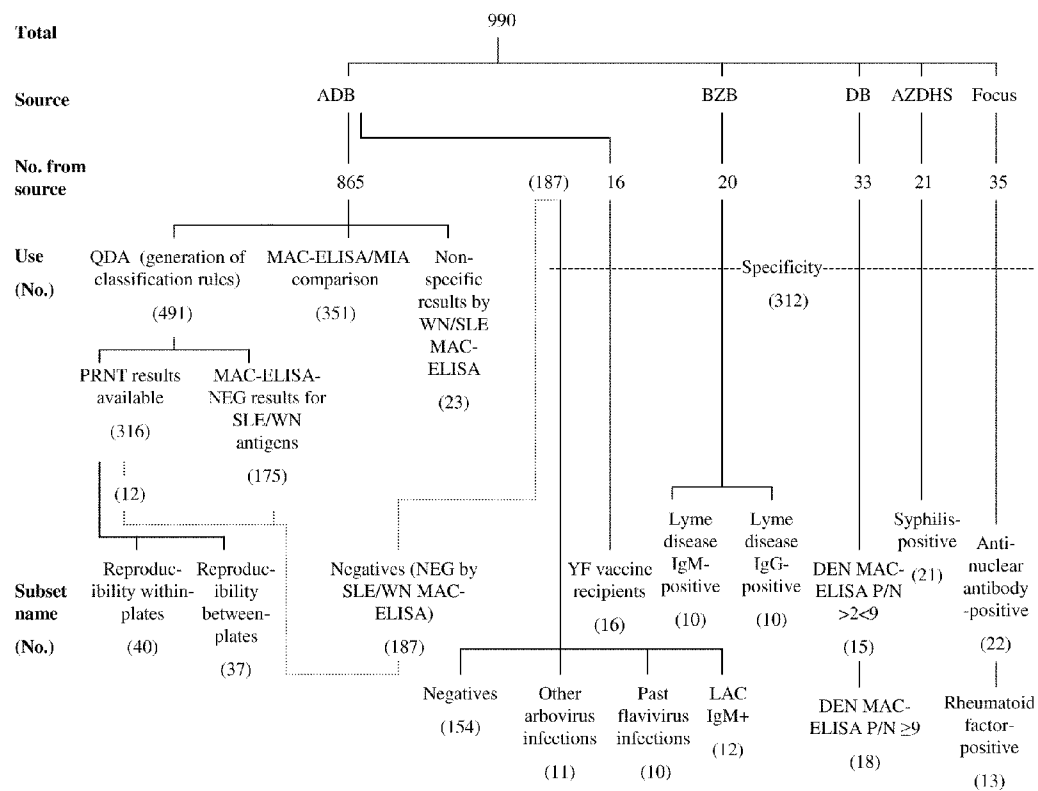 Total
990
Source
ADB
BZB
DB
AZDHS
Focus
No. from
source
865
(187)
16
20
33
21
35
Use
(No.)
QDA (generation of
classification rules)
(491)
MAC-ELISA/MIA
comparison
(351)
Non-
specific
results by
WN/SLE
MAC-
ELISA
(23)
Specificity
(312)
PRNT results
available
(316)
MAC-ELISA-
NEG results for
SLE/WN
antigens
(175)
(12)
Subset
name
(No.)
Reproduc-
ibility within-
plates
(40)
Reproduc-
ibility
between-
plates
(37)
Negatives (NEG by
SLE/WN MAC-
ELISA)
(187)
YF vaccine
recipients
(16)
Lyme
disease
IgM-
positive
(10)
Lyme
disease
IgG-
positive
(10)
DEN MAC-
ELISA P/N
>2<9
(15)
Syphilis-
positive
(21)
Anti-
nuclear
antibody
-positive
(22)
Negatives
(154)
Other
arbovirus
infections
(11)
Past
flavivirus
infections
(10)
LAC
IgM+
(12)
DEN MAC-
ELISA P/N ≥9
(18)
Rheumatoid
factor-
positive
(13)